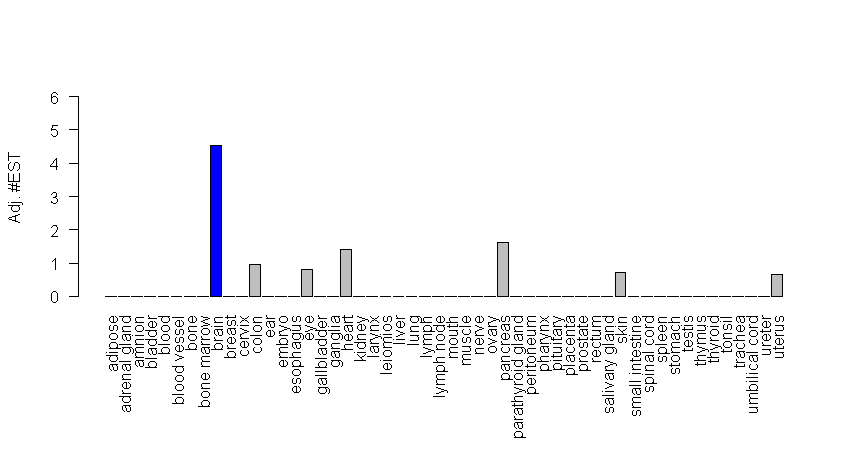 6
5
4
3
2
1
0
Adj. #EST
adipose
adrenal gland
amnion
bladder
blood
blood vessel
bone
bone marrow
brain
breast
cervix
colon
ear
embryo
esophagus
eye
gallbladder
ganglia
heart
kidney
larynx
leiomios
liver
lung
lymph
lymph node
mouth
muscle
nerve
ovary
pancreas
parathyroid gland
peritoneum
pharynx
pituitary
placenta
prostate
rectum
salivary gland
skin
small intestine
spinal cord
spleen
stomach
testis
thymus
thyroid
tonsil
trachea
umbilical cord
ureter
uterus